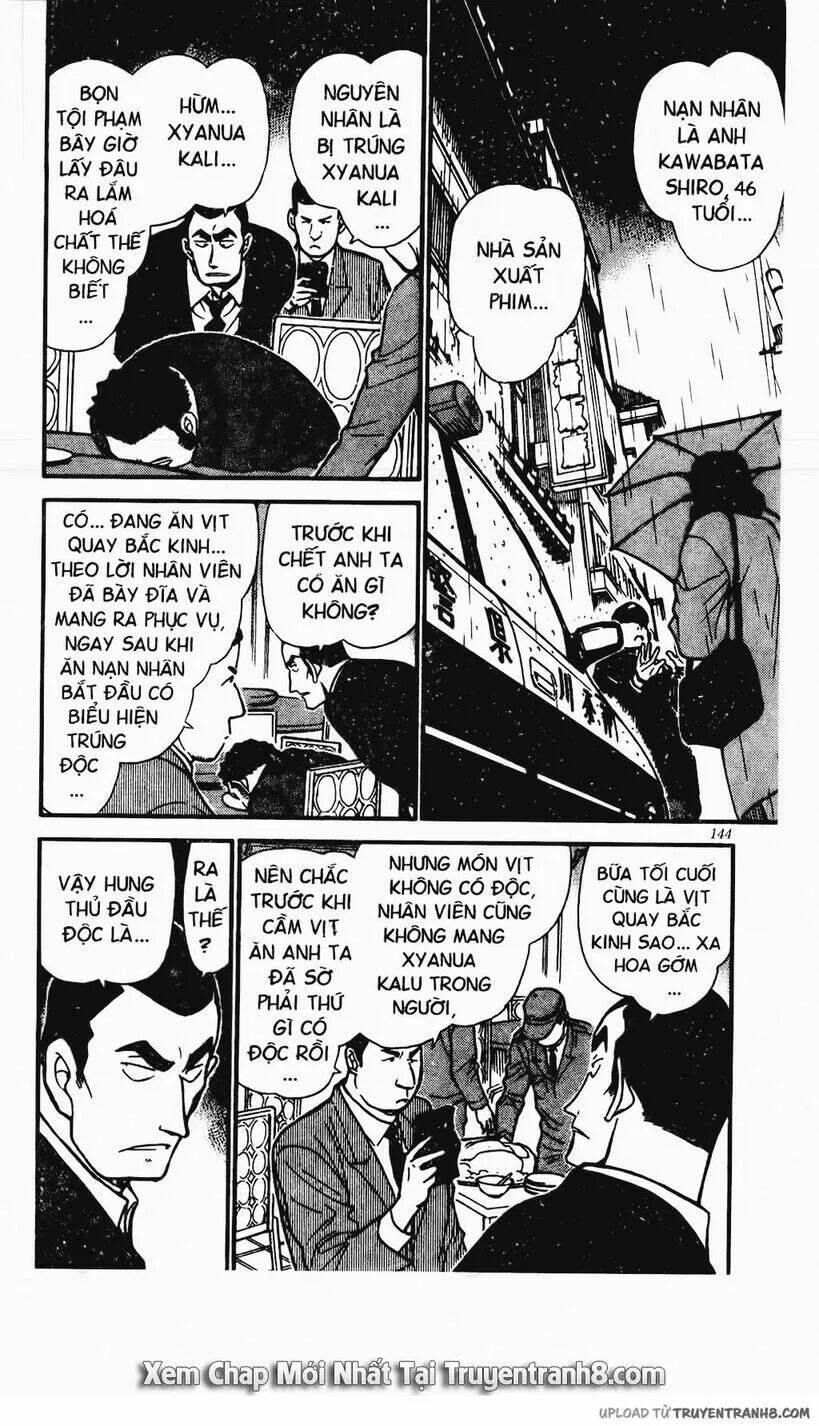 NẠN NHÂN
LÀ ANH
KAWABATA
SHIRO, 46
TUỔI...
NHÀ SẢN
XUẤT
PHIM...
NGUYÊN
NHÂN LÀ
BỊ TRÚNG
XYANUA
KALI
...
HỪM...
XYANUA
KALI...
BỌN
TỘI PHẠM
BÂY GIỜ
LẤY ĐÂU
RA LẮM
HOÁ
CHẤT THẾ
KHÔNG
BIẾT
...
TRƯỚC KHI
CHẾT ANH TA
CÓ ĂN GÌ
KHÔNG?
CÓ... ĐANG ĂN VỊT
QUAY BẮC KINH...
THEO LỜI NHÂN VIÊN
ĐÃ BÀY ĐĨA VÀ
MANG RA PHỤC VỤ,
NGAY SAU KHI
ĂN NẠN NHÂN
BẮT ĐẦU CÓ
BIỂU HIỆN
TRÚNG
ĐỘC
...
144
BỮA TỐI CUỐI
CÙNG LÀ VỊT
QUAY BẮC
KINH SAO... XA
HOA GỚM
...
NHƯNG MÓN VỊT
KHÔNG CÓ ĐỘC,
NHÂN VIÊN CŨNG
KHÔNG MANG
XYANUA
KALU TRONG
NGƯỜI,
NÊN CHẮC
TRƯỚC KHI
CẦM VỊT
ĂN ANH TA
ĐÃ SỜ
PHẢI THỨ
GÌ CÓ
ĐỘC RỒI
...
RA
LÀ
THẾ
?
VẬY HUNG
THỦ ĐẦU
ĐỘC LÀ...
Xem Chap Mới Nhất Tại Truyentranh8.com
UPLOAD TỪ TRUYENTRANH8.COM